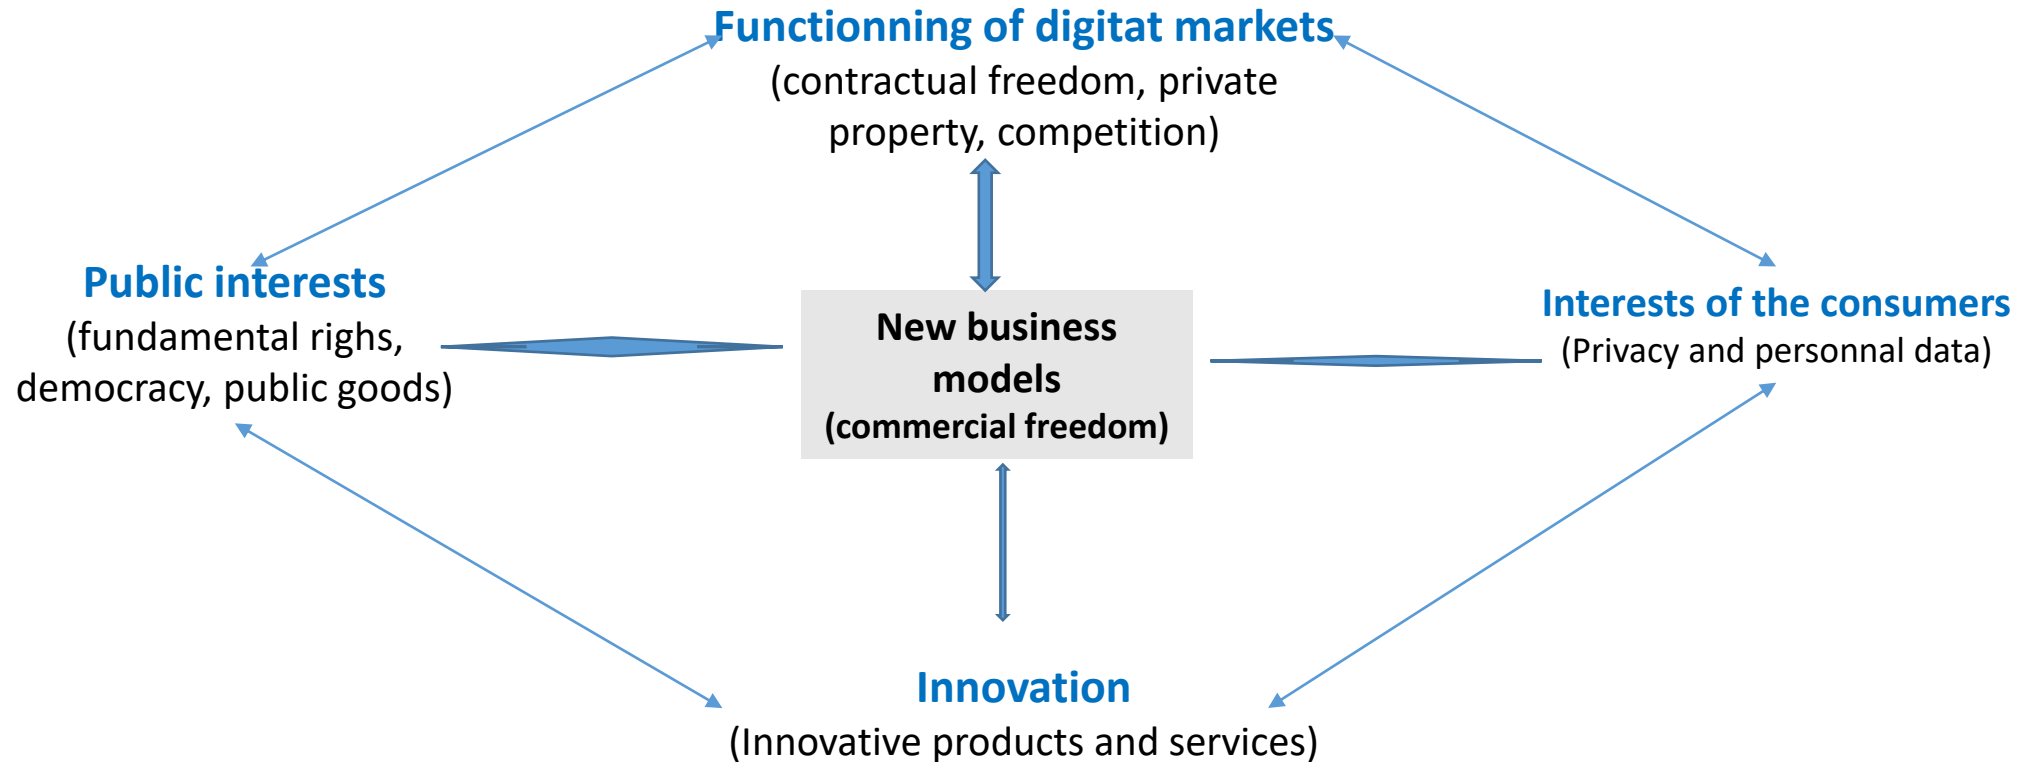 Functionning of digitat markets
(contractual freedom, private
property, competition)
Public interests
(fundamental righs,
democracy, public goods)
New business
models
(commercial freedom)
Interests of the consumers
(Privacy and personnal data)
Innovation
(Innovative products and services)